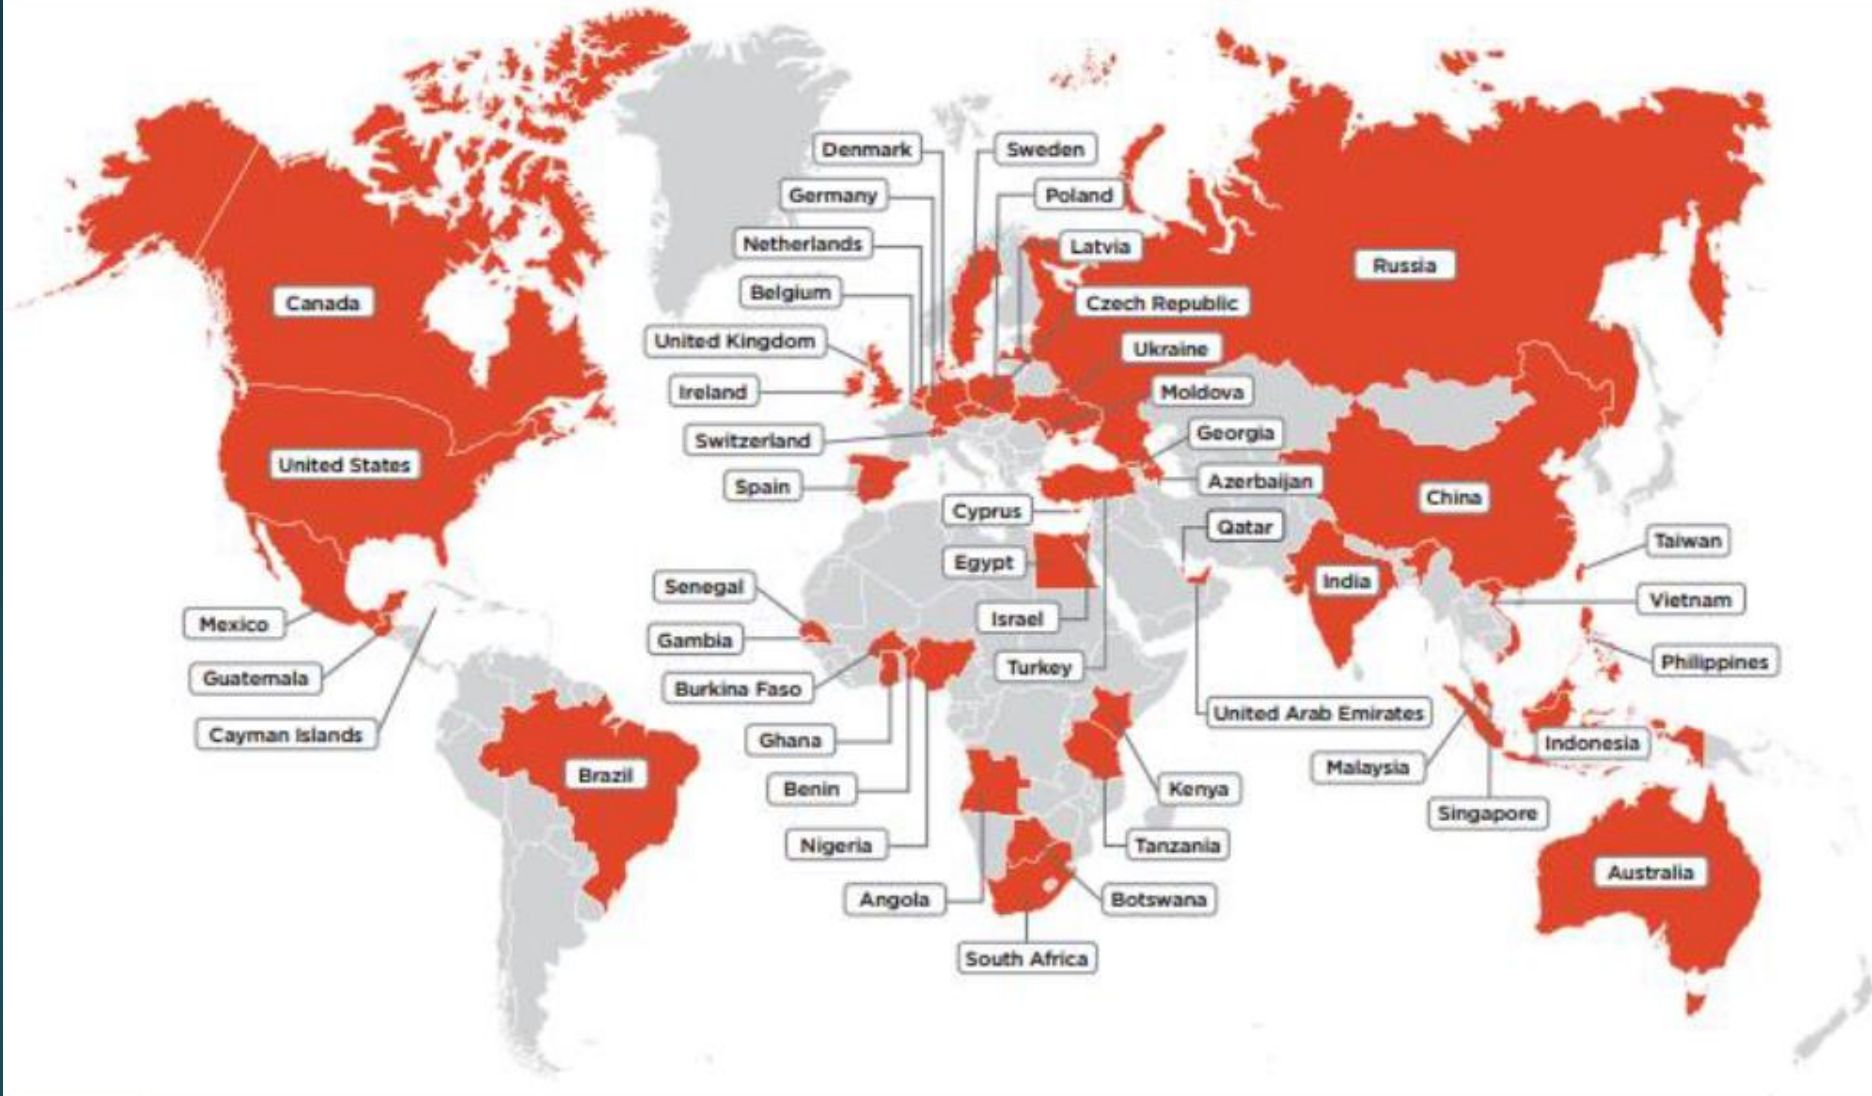 Denmark
Sweden
Germany
Poland
Netherlands
Latvia
Russia
Belgium
Canada
Czech Republic
United Kingdom
Ukraine
Ireland
Moldova
Switzerland
Georgia
United States
Spain
Azerbaijan
China
Cyprus
Qatar
Taiwan
Egypt
India
Senegal
Vietnam
Israel
Mexico
Gambia
Philippines
Turkey
Guatemala
Burkina Faso
United Arab Emirates
Cayman Islands
Ghana
Indonesia
Malaysia
Brazil
Benin
Kenya
Singapore
Nigeria
Tanzania
Australia
Angola
Botswana
South Africa